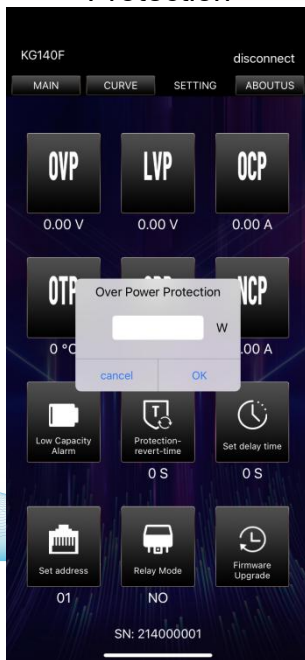 Protection
KG140F
disconnect
MAIN CURVE SETTING ABOUTUS
OVP LVP OCP
0.00 V 0.00 V 0.00 A
OTP NCP
Over Power Protection
W
0 °C .00 A
cancel OK
Low Capacity
Alarm
Protection-
revert-time
Set delay time
0 S 0 S
Set address Relay Mode Firmware
Upgrade
01 NO
SN: 214000001